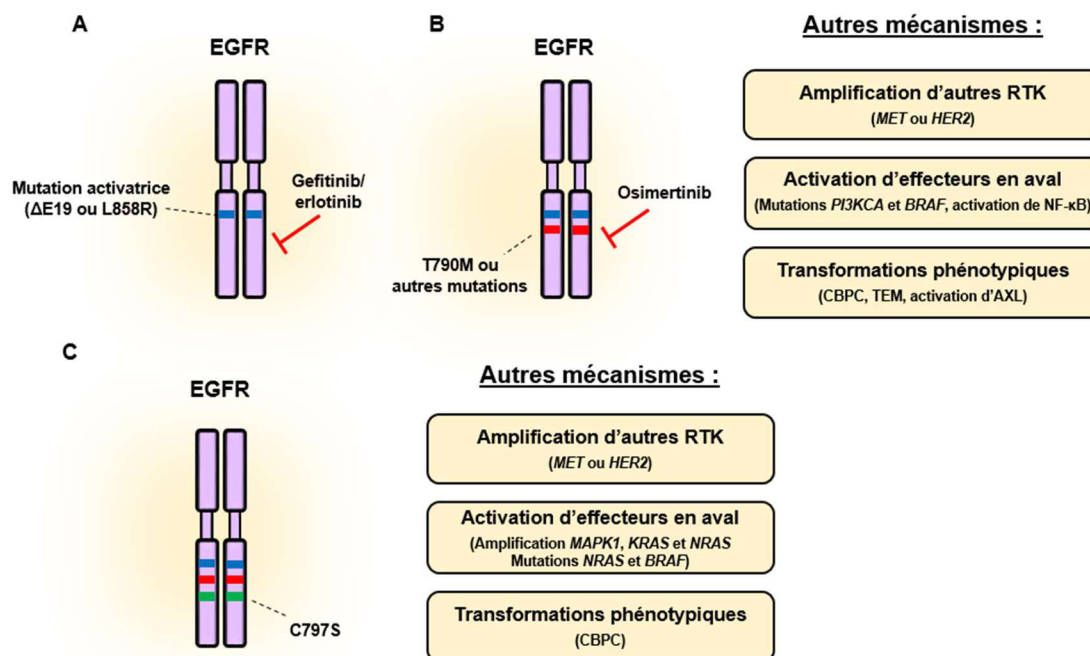 A
EGFR
Mutation activatrice
(ΔE19 ou L858R)
Gefitinib/
erlotinib
B
EGFR
Osimertinib
T790M ou
autres mutations
Autres mécanismes :
Amplification d'autres RTK
(MET ou HER2)
Activation d'effecteurs en aval
(Mutations PI3KCA et BRAF, activation de NF-κB)
Transformations phénotypiques
(CBPC, TEM, activation d'AXL)
C
EGFR
C797S
Autres mécanismes :
Amplification d'autres RTK
(MET ou HER2)
Activation d'effecteurs en aval
(Amplification MAPK1, KRAS et NRAS
Mutations NRAS et BRAF)
Transformations phénotypiques
(CBPC)